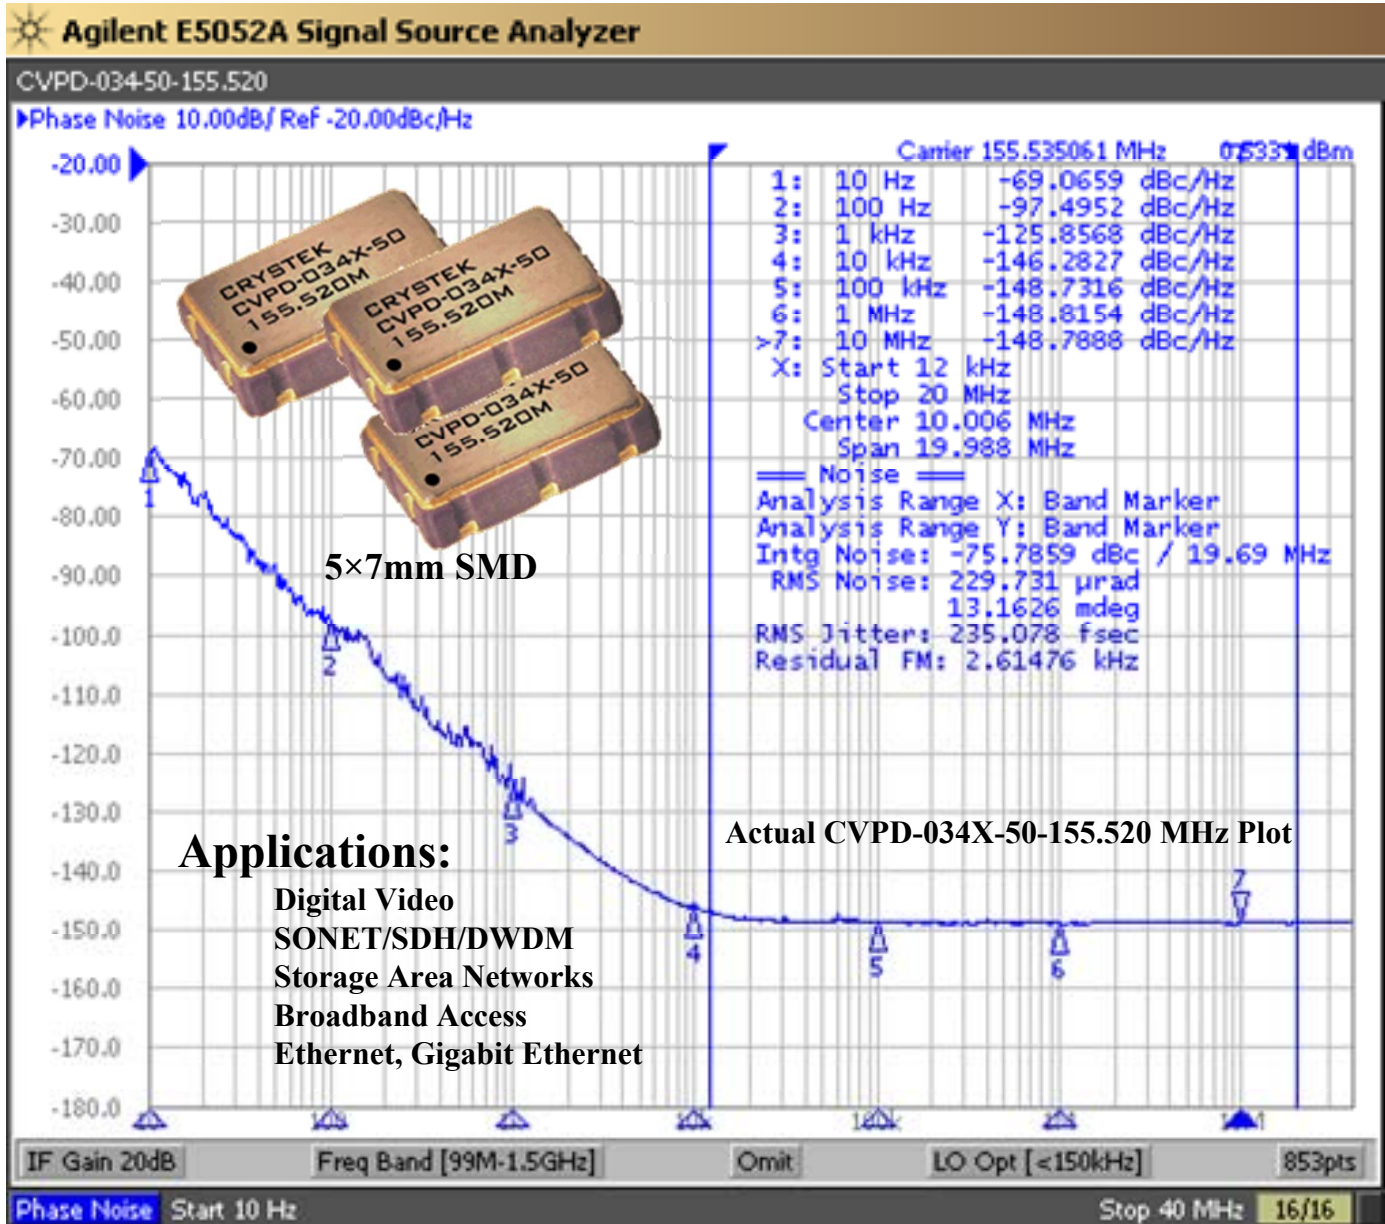 Agilent E5052A Signal Source Analyzer
CVPD-034-50-155.520
Phase Noise 10.00dB/ Ref -20.00dBc/Hz
Carrier 155.535061 MHz dBm
-20.00
-30.00
-40.00
-50.00
-60.00
-70.00
-80.00
-90.00
-100.0
-110.0
-120.0
-130.0
-140.0
-150.0
-160.0
-170.0
-180.0
1: 10 Hz -69.0659 dBc/Hz
2: 100 Hz -97.4952 dBc/Hz
3: 1 kHz -125.8568 dBc/Hz
4: 10 kHz -146.2827 dBc/Hz
5: 100 kHz -148.7316 dBc/Hz
6: 1 MHz -148.8154 dBc/Hz
>7: 10 MHz -148.7888 dBc/Hz
X: Start 12 kHz
Stop 20 MHz
Center 10.006 MHz
Span 19.988 MHz
=== Noise ===
Analysis Range X: Band Marker
Analysis Range Y: Band Marker
Intg Noise: -75.7859 dBc / 19.69 MHz
RMS Noise: 229.731 µrad
13.1626 mdeg
RMS Jitter: 235.078 fsec
Residual FM: 2.61476 kHz
CRYSTEK
CVPD-034X-50
155.520M
CRYSTEK
CVPD-034X-50
155.520M
CVPD-034X-50
155.520M
5×7mm SMD
1
2
3
4
5
6
7
Actual CVPD-034X-50-155.520 MHz Plot
Applications:
Digital Video
SONET/SDH/DWDM
Storage Area Networks
Broadband Access
Ethernet, Gigabit Ethernet
IF Gain 20dB
Freq Band [99M-1.5GHz]
Omit
LO Opt [<150kHz]
853pts
Phase Noise Start 10 Hz
Stop 40 MHz 16/16